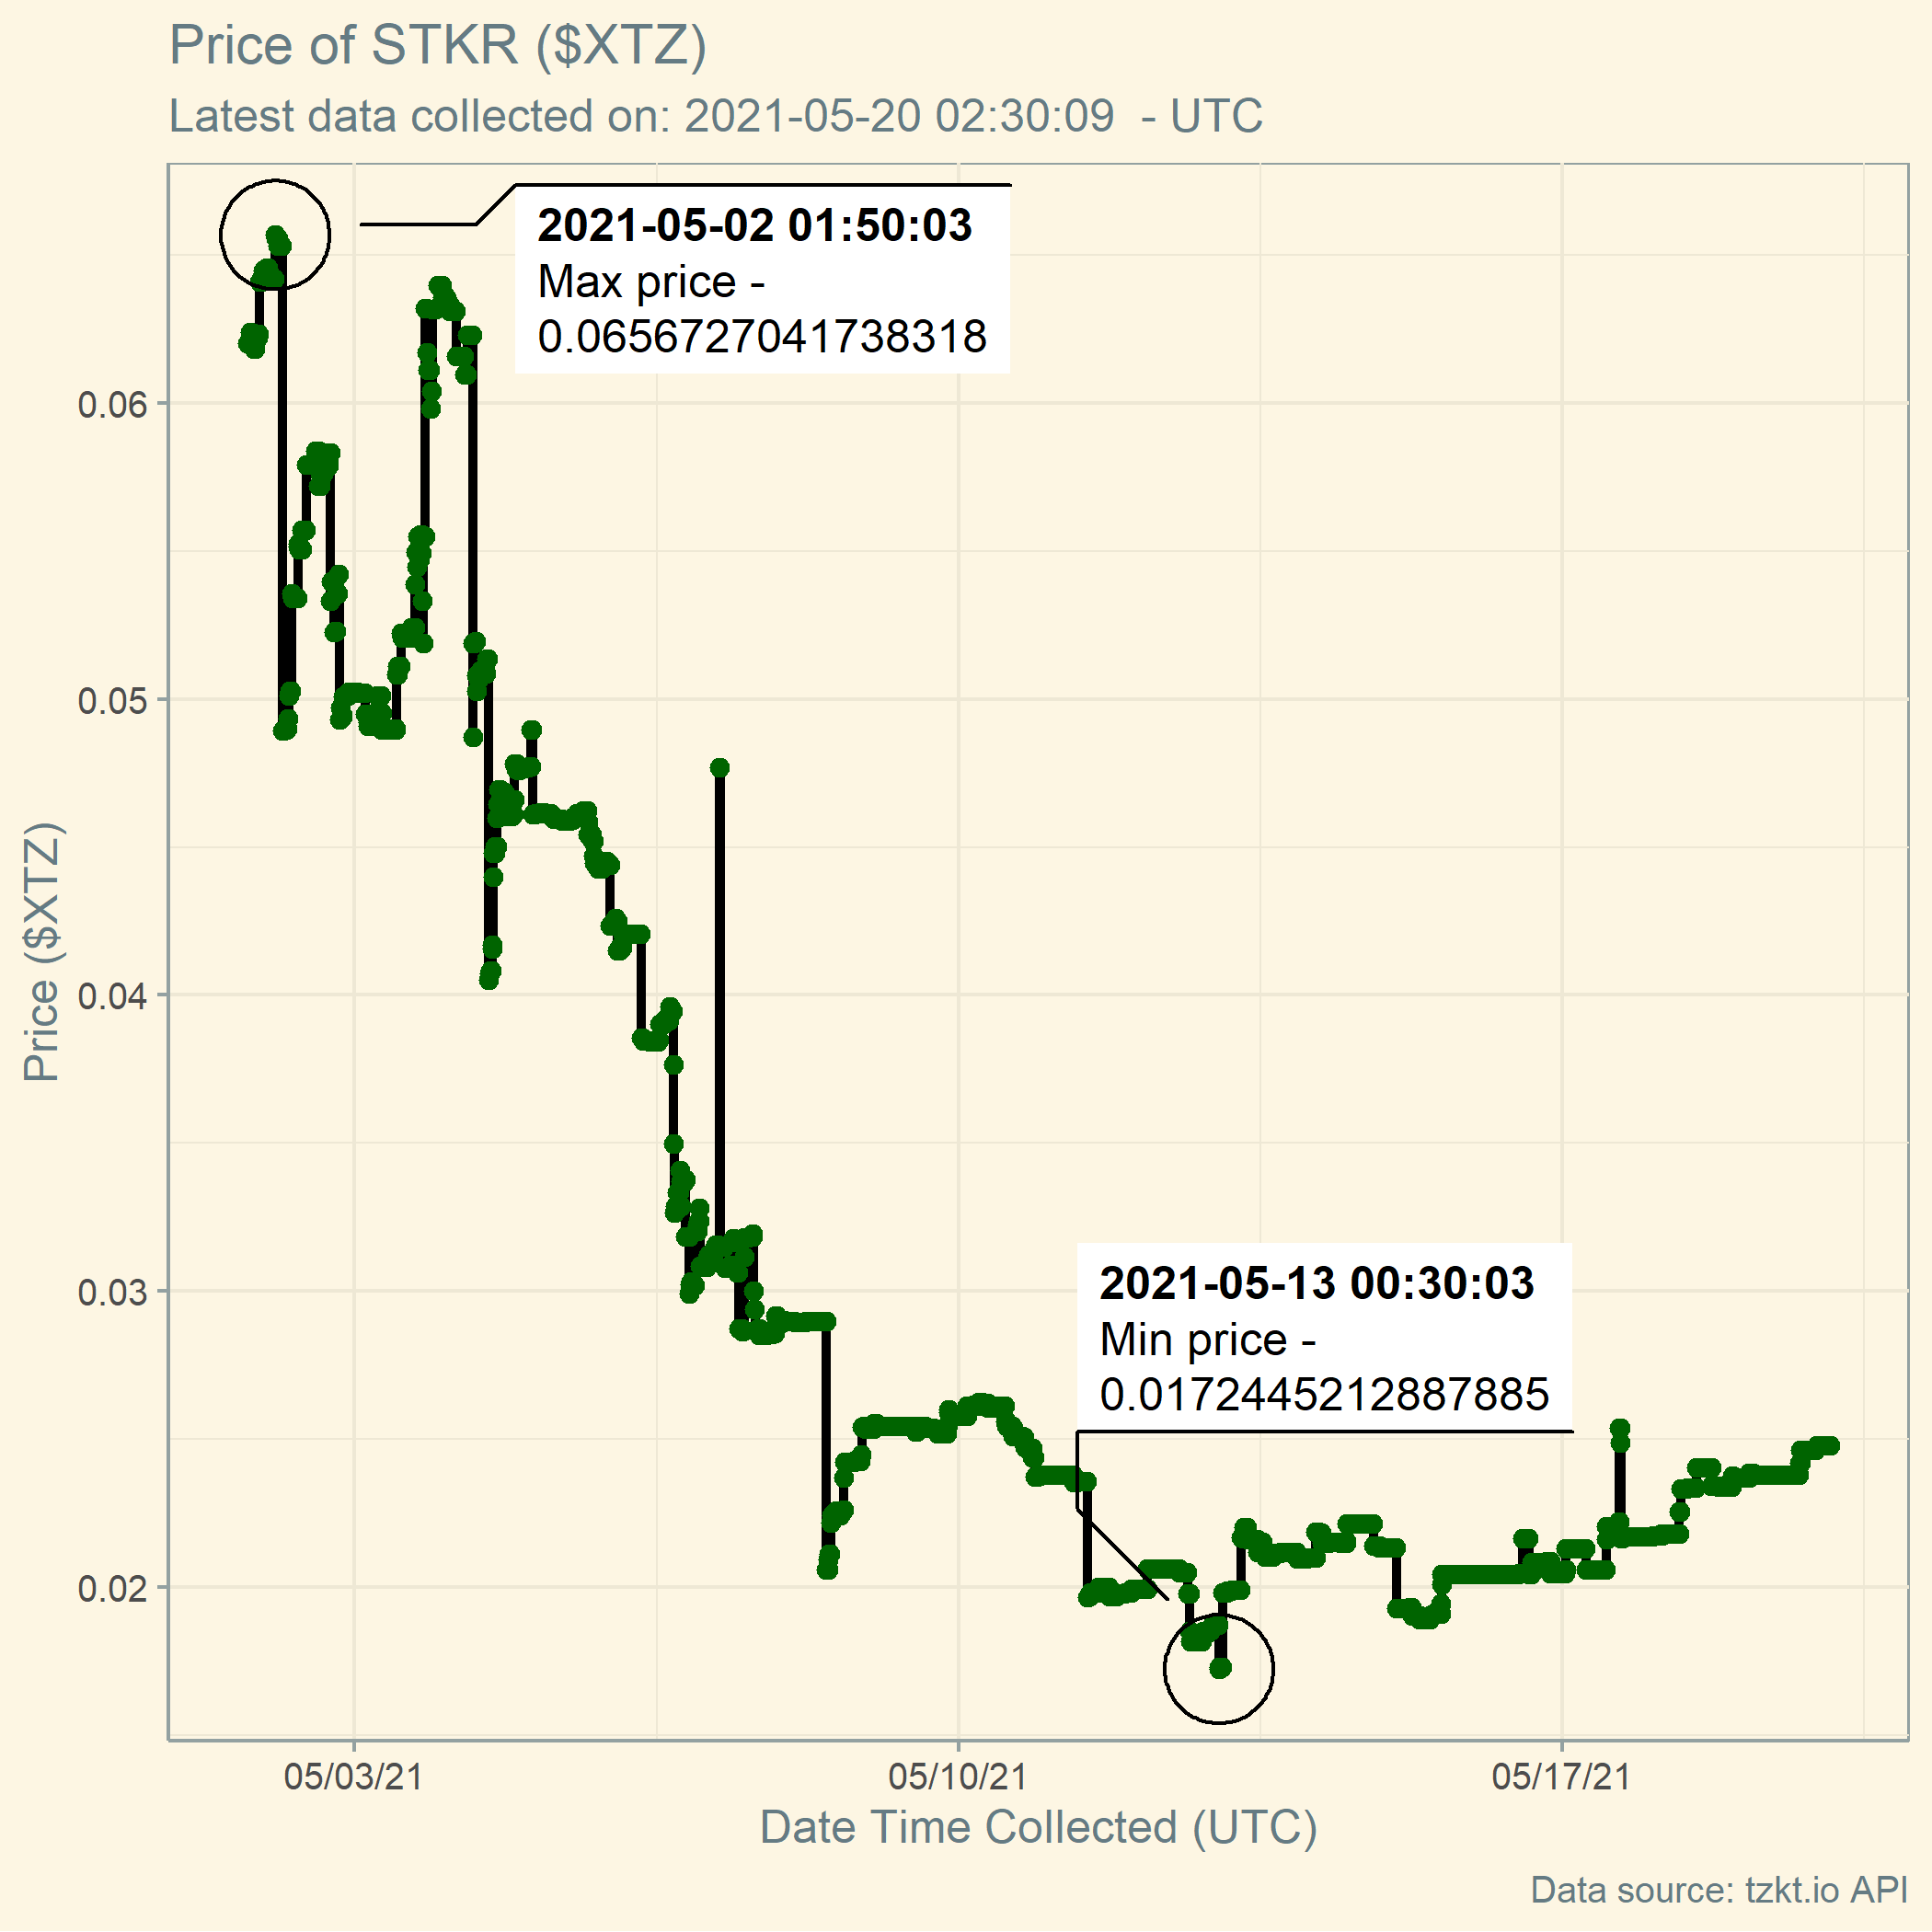 Price of STKR ($XTZ)
Latest data collected on: 2021-05-20 02:30:09  - UTC
2021-05-02 01:50:03
Max price -
0.0656727041738318
0.06
0.05
0.04
0.03
0.02
Price ($XTZ)
2021-05-13 00:30:03
Min price -
0.0172445212887885
05/03/21
05/10/21
05/17/21
Date Time Collected (UTC)
Data source: tzkt.io API